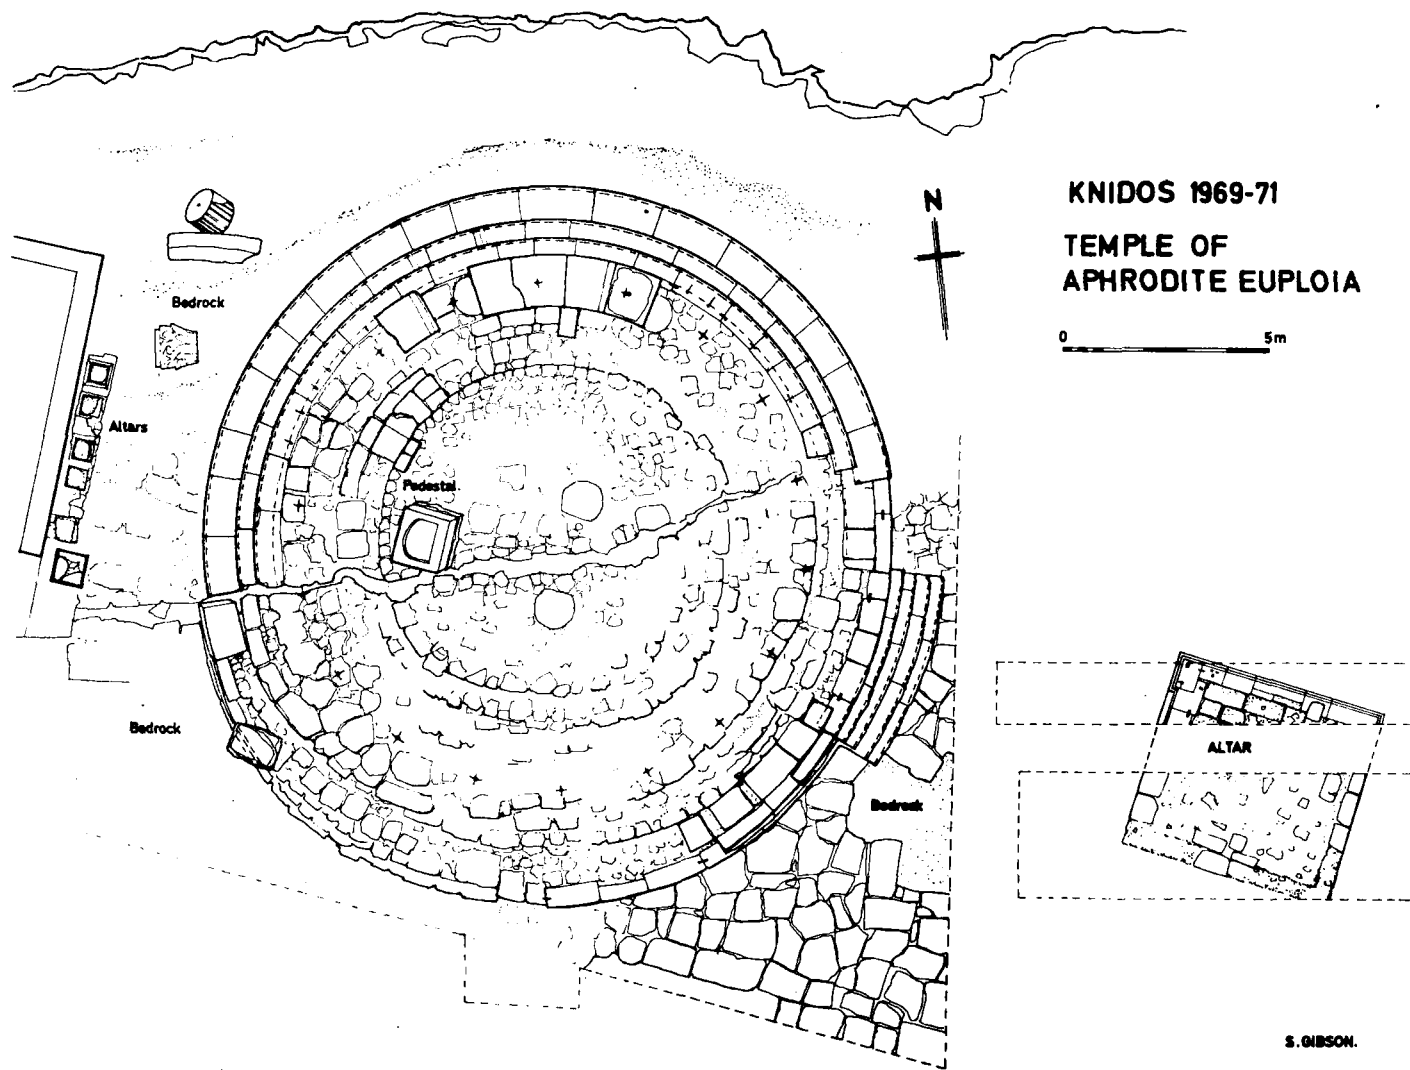 KNIDOS 1969-71
TEMPLE OF
APHRODITE EUPLOIA
N
0 5m
Bedrock
Altars
Pedestal
Bedrock
Bedrock
ALTAR
S. GIBSON.